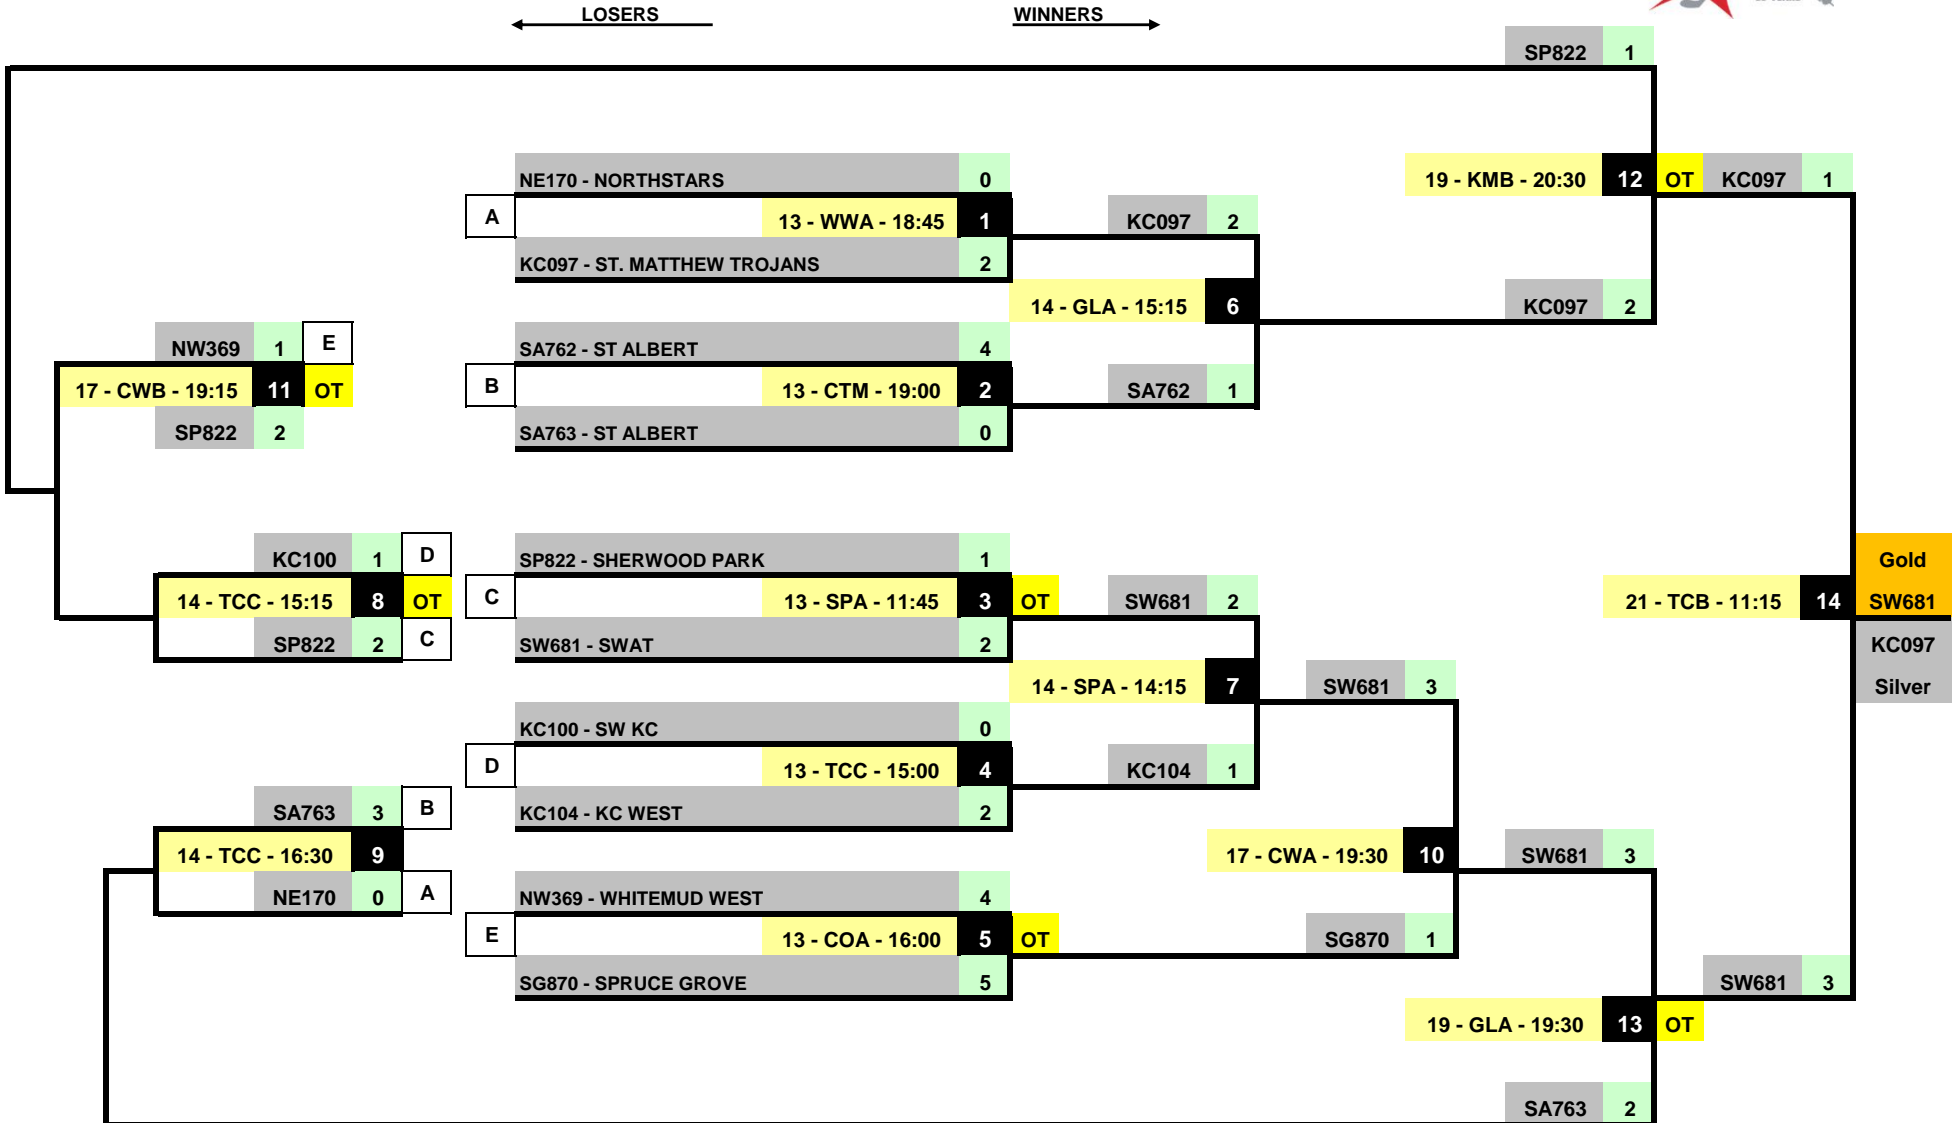 LOSERS
WINNERS
SP822 1
NE170 - NORTHSTARS 0
19 - KMB - 20:30 12 OT KC097 1
A 13 - WWA - 18:45 1 KC097 2
KC097 - ST. MATTHEW TROJANS 2
14 - GLA - 15:15 6 KC097 2
NW369 1 E SA762 - ST ALBERT 4
17 - CWB - 19:15 11 OT B 13 - CTM - 19:00 2 SA762 1
SP822 2 SA763 - ST ALBERT 0
KC100 1 D SP822 - SHERWOOD PARK 1 Gold
14 - TCC - 15:15 8 OT C 13 - SPA - 11:45 3 OT SW681 2 21 - TCB - 11:15 14 SW681
SP822 2 C SW681 - SWAT 2 KC097
14 - SPA - 14:15 7 SW681 3 Silver
KC100 - SW KC 0
D 13 - TCC - 15:00 4 KC104 1
SA763 3 B KC104 - KC WEST 2
14 - TCC - 16:30 9 17 - CWA - 19:30 10 SW681 3
NE170 0 A NW369 - WHITEMUD WEST 4
E 13 - COA - 16:00 5 OT SG870 1
SG870 - SPRUCE GROVE 5 SW681 3
19 - GLA - 19:30 13 OT
SA763 2